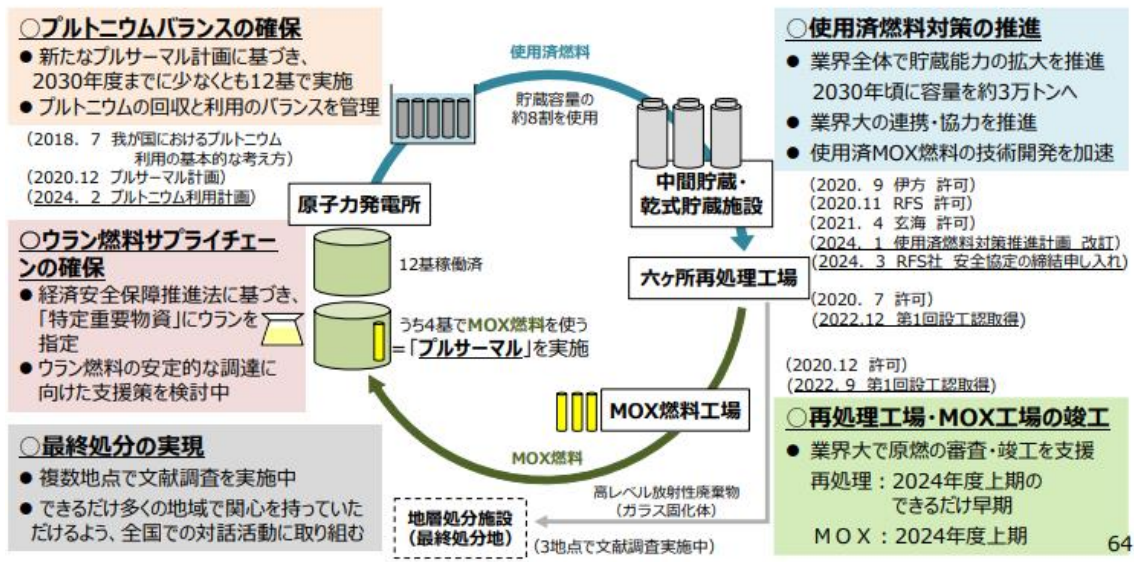 ○プルトニウムバランスの確保
● 新たなプルサーマル計画に基づき、
2030年度までに少なくとも12基で実施
● プルトニウムの回収と利用のバランスを管理
(2018. 7 我が国におけるプルトニウム
利用の基本的な考え方)
(2020.12 プルサーマル計画)
(2024. 2 プルトニウム利用計画)
○ウラン燃料サプライチェー
ンの確保
● 経済安全保障推進法に基づき、
「特定重要物資」にウランを
指定
● ウラン燃料の安定的な調達に
向けた支援策を検討中
○最終処分の実現
● 複数地点で文献調査を実施中
● できるだけ多くの地域で関心を持っていた
だけるよう、全国での対話活動に取り組む
使用済燃料
貯蔵容量の
約8割を使用
原子力発電所
12基稼働済
うち4基でMOX燃料を使う
=「プルサーマル」を実施
中間貯蔵・
乾式貯蔵施設
六ヶ所再処理工場
MOX燃料工場
MOX燃料
高レベル放射性廃棄物
(ガラス固化体)
地層処分施設
(最終処分地)
(3地点で文献調査実施中)
○使用済燃料対策の推進
● 業界全体で貯蔵能力の拡大を推進
2030年頃に容量を約3万トンへ
● 業界大の連携・協力を推進
● 使用済MOX燃料の技術開発を加速
(2020. 9 伊方 許可)
(2020.11 RFS 許可)
(2021. 4 玄海 許可)
(2024. 1 使用済燃料対策推進計画 改訂)
(2024. 3 RFS社 安全協定の締結申し入れ)
(2020. 7 許可)
(2022.12 第1回設工認取得)
(2020.12 許可)
(2022. 9 第1回設工認取得)
○再処理工場・MOX工場の竣工
● 業界大で原燃の審査・竣工を支援
再処理:2024年度上期の
できるだけ早期
MOX:2024年度上期
64